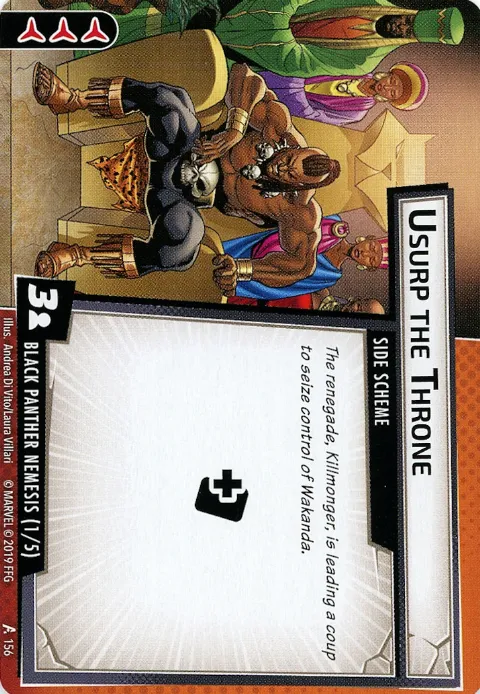 USURP THE THRONE
SIDE SCHEME
The renegade, Killmonger, is leading a coup
to seize control of Wakanda.
3
BLACK PANTHER NEMESIS (1/5)
Illus. Andrea Di Vito/Laura Villari © MARVEL © 2019 FFG A 156